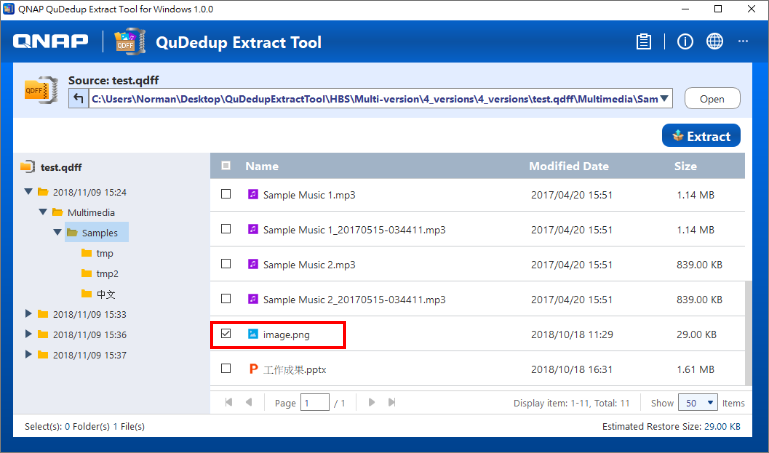 QNAP QuDedup Extract Tool for Windows 1.0.0
QNAP QDFF QuDedup Extract Tool
QDFF Source: test.qdff
C:\Users\Norman\Desktop\QuDedupExtractTool\HBS\Multi-version\4_versions\4_versions\test.qdff\Multimedia\Sam Open
Extract
test.qdff
2018/11/09 15:24
Multimedia
Samples
tmp
tmp2
中文
2018/11/09 15:33
2018/11/09 15:36
2018/11/09 15:37
Name Modified Date Size
Sample Music 1.mp3 2017/04/20 15:51 1.14 MB
Sample Music 1_20170515-034411.mp3 2017/04/20 15:51 1.14 MB
Sample Music 2.mp3 2017/04/20 15:51 839.00 KB
Sample Music 2_20170515-034411.mp3 2017/04/20 15:51 839.00 KB
image.png 2018/10/18 11:29 29.00 KB
P 工作成果.pptx 2018/10/18 16:31 1.61 MB
Page 1 / 1 Display item: 1-11, Total: 11 Show 50 Items
Select(s): 0 Folder(s) 1 File(s) Estimated Restore Size: 29.00 KB